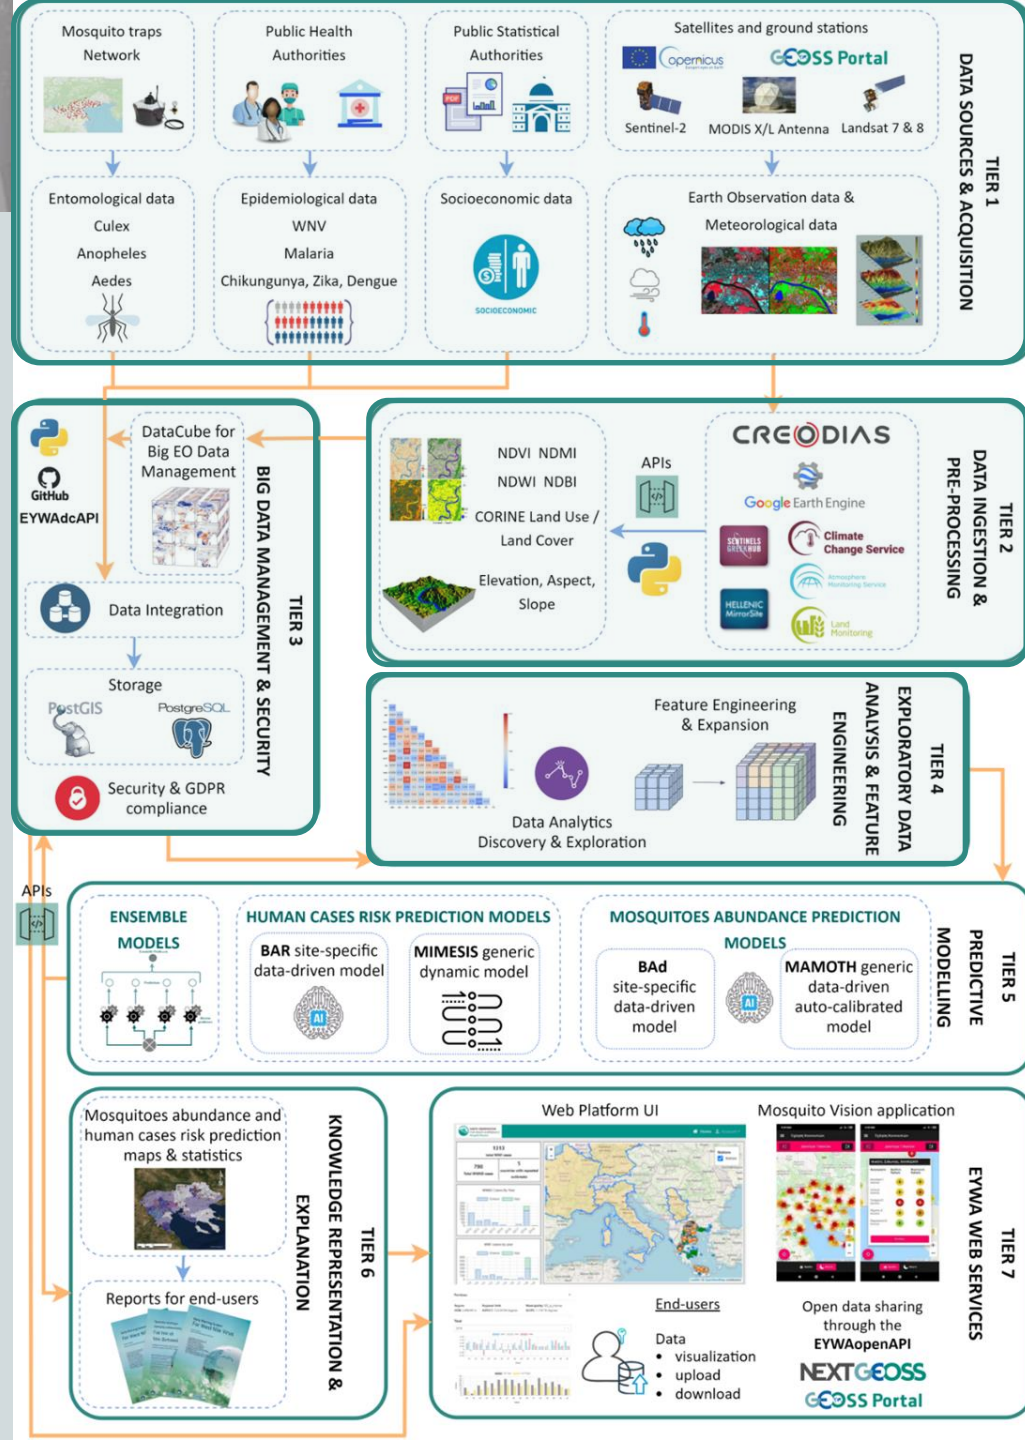 Mosquito traps
Network
Public Health
Authorities
Public Statistical
Authorities
Satellites and ground stations
Copernicus
GEOSS Portal
PDF
Sentinel-2
MODIS X/L Antenna
Landsat 7 & 8
TIER 1
DATA SOURCES & ACQUISITION
Entomological data
Culex
Anopheles
Aedes
Epidemiological data
WNV
Malaria
Chikungunya, Zika, Dengue
Socioeconomic data
SOCIOECONOMIC
Earth Observation data &
Meteorological data
GitHub
EYWAdcAPI
DataCube for
Big EO Data
Management
Data Integration
Storage
PostGIS
PostgreSQL
Security & GDPR
compliance
TIER 3
BIG DATA MANAGEMENT & SECURITY
NDVI NDMI
NDWI NDBI
CORINE Land Use /
Land Cover
Elevation, Aspect,
Slope
APIs
CREODIAS
Google Earth Engine
SENTINELS
GREEKHUB
Climate
Change Service
Atmosphere
Monitoring Service
HELLENIC
MirrorSite
Land
Monitoring
TIER 2
DATA INGESTION &
PRE-PROCESSING
Data Analytics
Discovery & Exploration
Feature Engineering
& Expansion
TIER 4
EXPLORATORY DATA
ANALYSIS & FEATURE
ENGINEERING
APIs
ENSEMBLE
MODELS
HUMAN CASES RISK PREDICTION MODELS
BAR site-specific
data-driven model
AI
MIMESIS generic
dynamic model
MOSQUITOES ABUNDANCE PREDICTION
MODELS
BAd
site-specific
data-driven
model
AI
MAMOTH generic
data-driven
auto-calibrated
model
TIER 5
PREDICTIVE
MODELLING
Mosquitoes abundance and
human cases risk prediction
maps & statistics
Reports for end-users
TIER 6
KNOWLEDGE REPRESENTATION &
EXPLANATION
Web Platform UI
Mosquito Vision application
End-users
Data
• visualization
• upload
• download
Open data sharing
through the
EYWAopenAPI
NEXTGEOSS
GEOSS Portal
TIER 7
EYWA WEB SERVICES